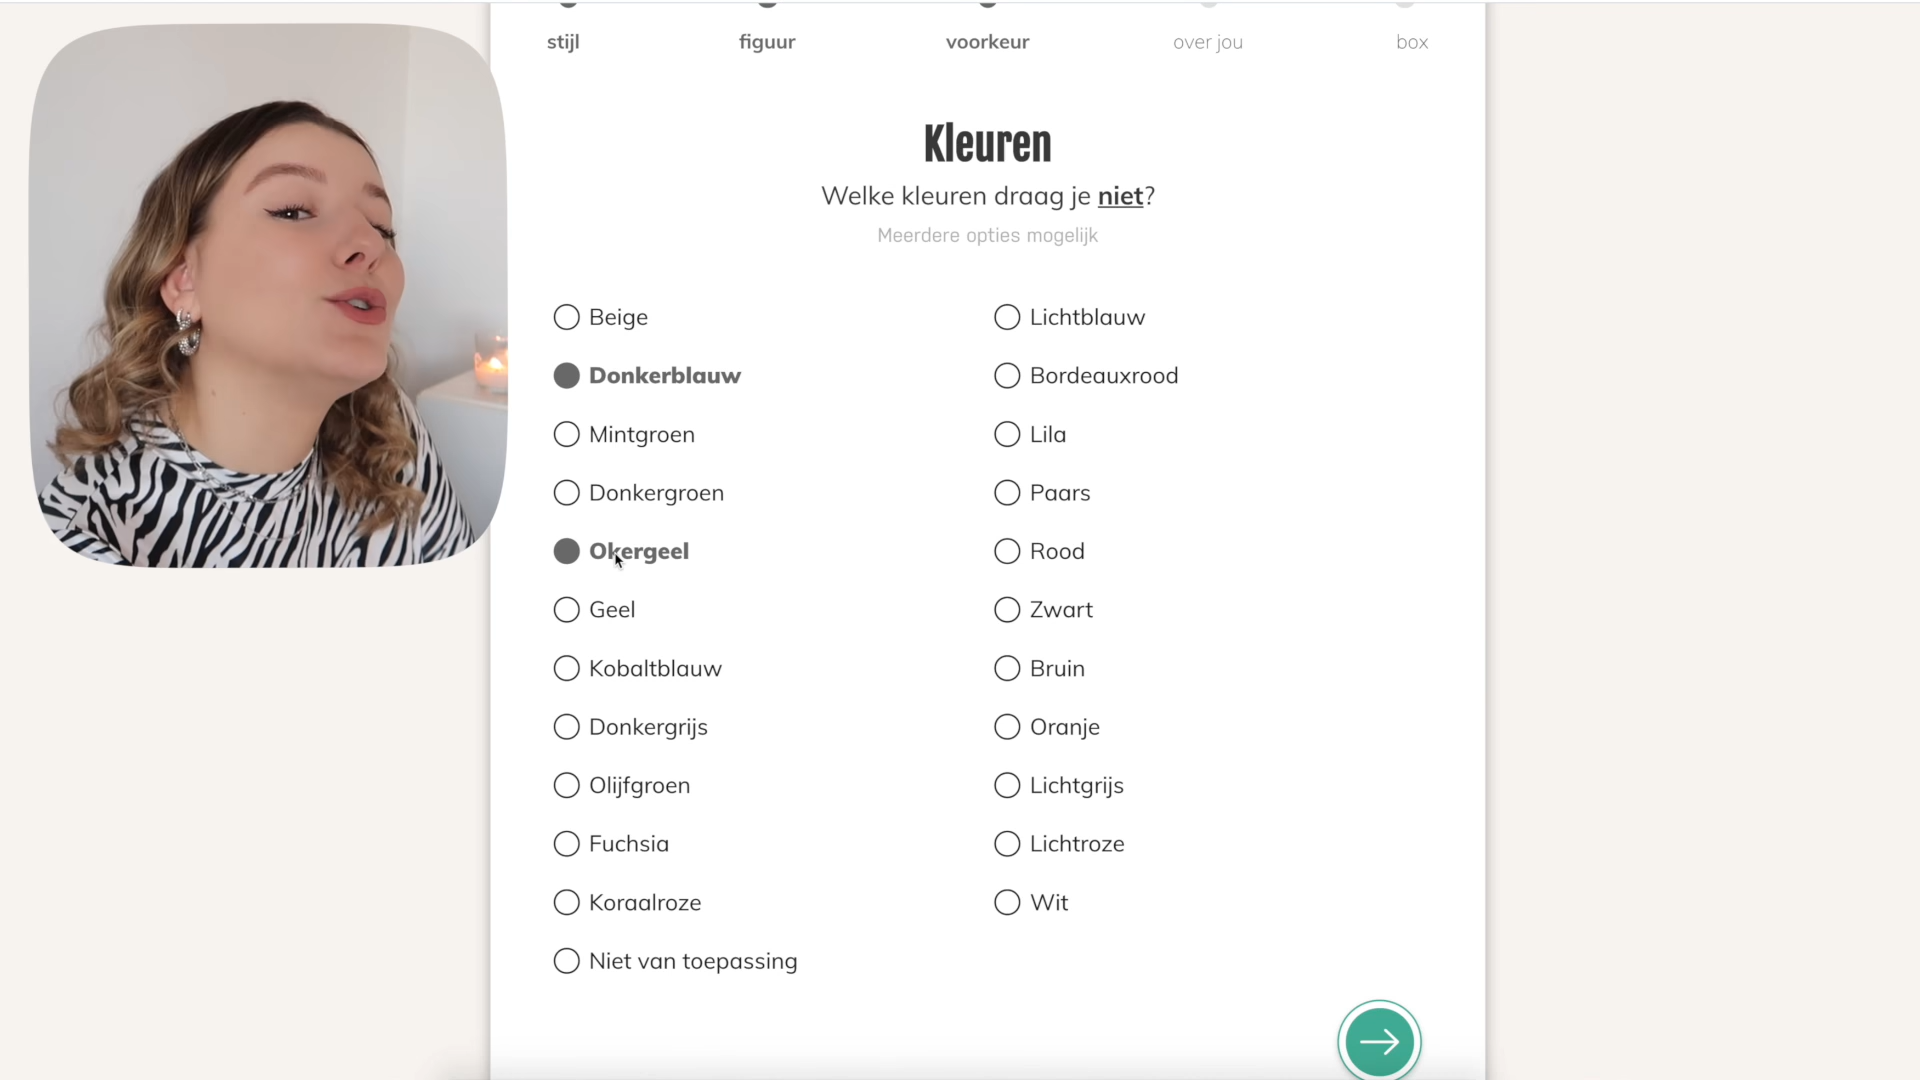 stijl
figuur
voorkeur
over jou
box
Kleuren
Welke kleuren draag je niet?
Meerdere opties mogelijk
Beige
Donkerblauw
Mintgroen
Donkergroen
Okergeel
Geel
Kobaltblauw
Donkergrijs
Olijfgroen
Fuchsia
Koraalroze
Niet van toepassing
Lichtblauw
Bordeauxrood
Lila
Paars
Rood
Zwart
Bruin
Oranje
Lichtgrijs
Lichtroze
Wit